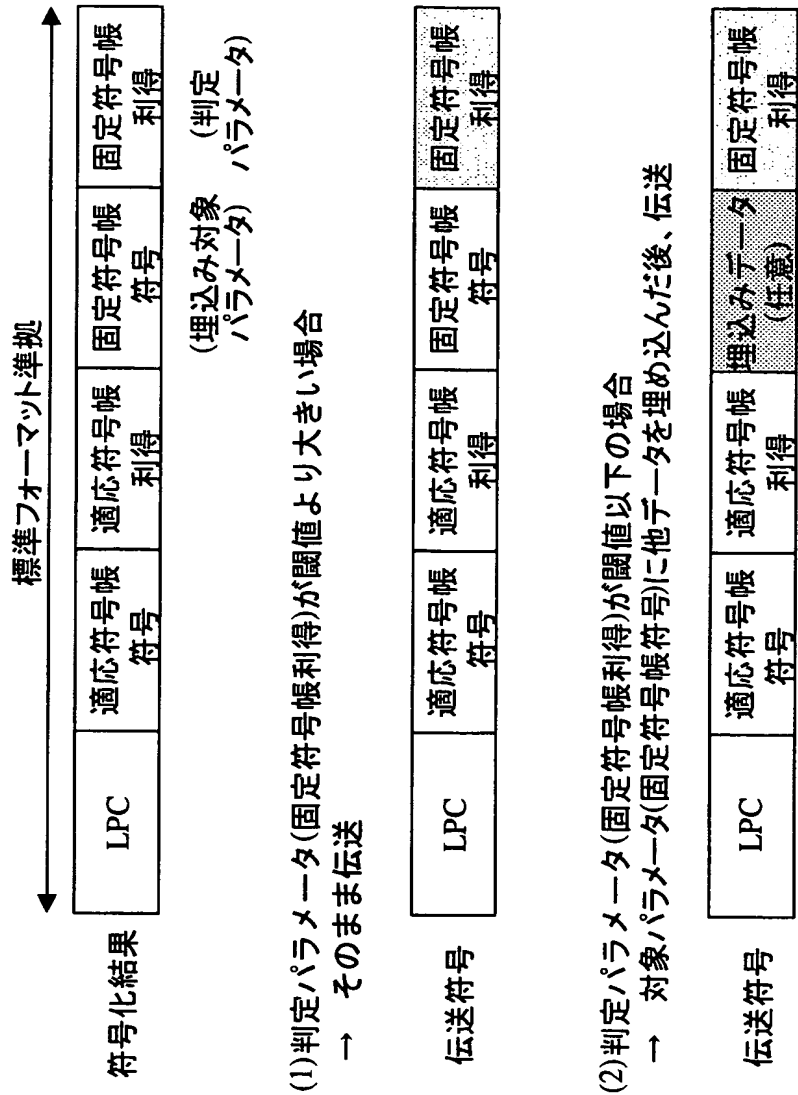 標準フォーマット準拠
符号化結果
LPC
適応符号帳
符号
適応符号帳
利得
固定符号帳
符号
固定符号帳
利得
(埋込み対象
パラメータ)
(判定
パラメータ)
(1)判定パラメータ(固定符号帳利得)が閾値より大きい場合
→ そのまま伝送
伝送符号
LPC
適応符号帳
符号
適応符号帳
利得
固定符号帳
符号
固定符号帳
利得
(2)判定パラメータ(固定符号帳利得)が閾値以下の場合
→ 対象パラメータ(固定符号帳符号)に他データを埋め込んだ後、伝送
伝送符号
LPC
適応符号帳
符号
適応符号帳
利得
埋込みデータ
(任意)
固定符号帳
利得